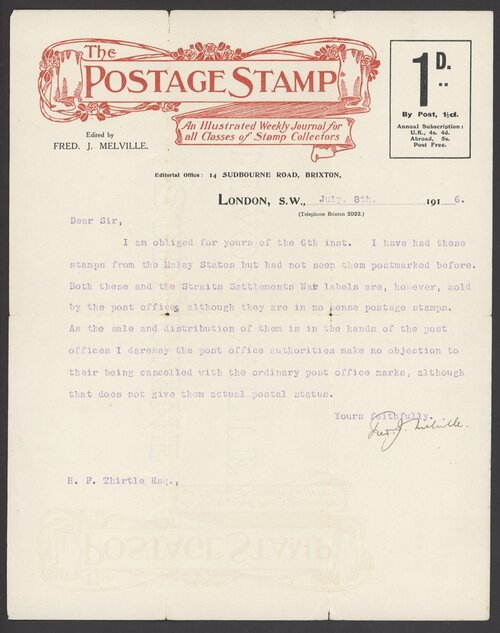 The
POSTAGE STAMP
An Illustrated Weekly Journal for
all Classes of Stamp Collectors
Edited by
FRED. J. MELVILLE.
1D.
By Post, 1½d.
Annual Subscription:
U.K., 4s. 4d.
Abroad, 5s.
Post Free.
Editorial Office: 14 SUDBOURNE ROAD, BRIXTON,
LONDON, S.W., July. 8th. 1916.
(Telephone Brixton 2022.)
Dear Sir,
I am obliged for yours of the 6th inst. I have had these
stamps from the Malay States but had not seen them postmarked before.
Both these and the Straits Settlements War labels are, however, sold
by the post offices although they are in no sense postage stamps.
As the sale and distribution of them is in the hands of the post
offices I daresay the post office authorities make no objection to
their being cancelled with the ordinary post office marks, although
that does not give them actual postal status.
Yours faithfully.
Fred. J. Melville.
H. F. Thirtle Esq.,